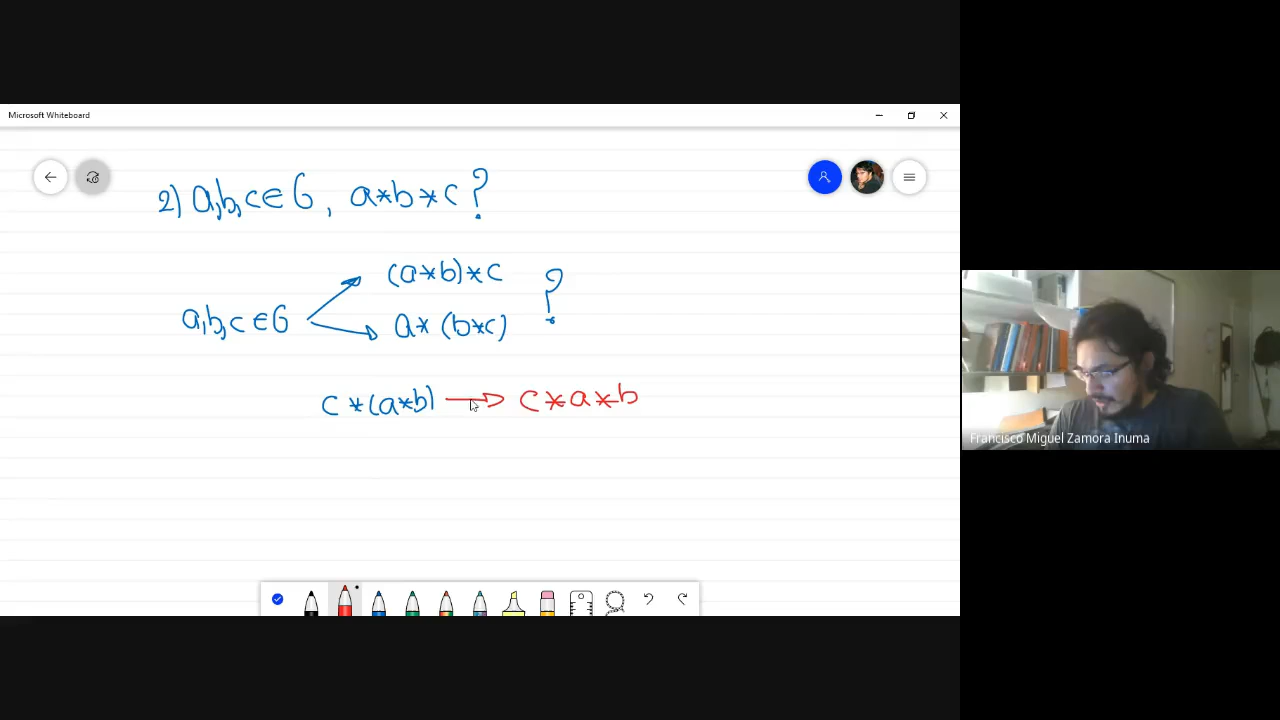 Microsoft Whiteboard
2) a,b,c∈G, a*b*c?
(a*b)*c
a,b,c∈G ?
a*(b*c)
c*(a*b) → c*a*b
Francisco Miguel Zamora Inuma